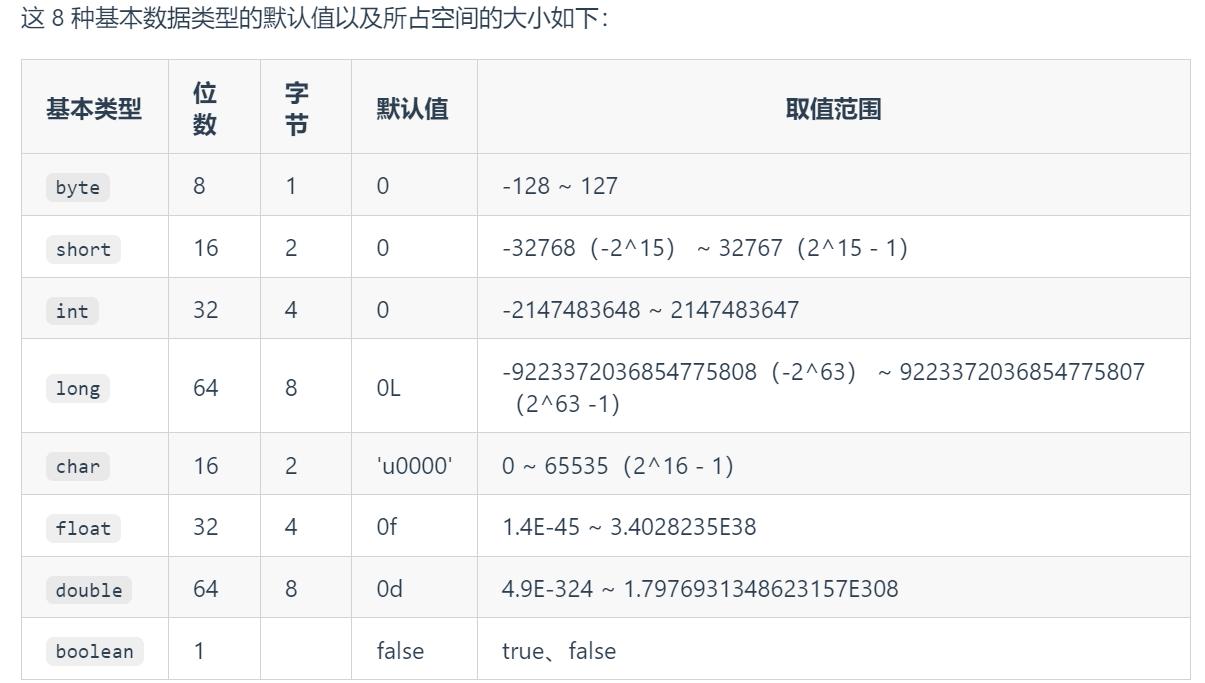 这 8 种基本数据类型的默认值以及所占空间的大小如下：
基本类型 位数 字节 默认值 取值范围
byte 8 1 0 -128 ~ 127
short 16 2 0 -32768（-2^15） ~ 32767（2^15 - 1）
int 32 4 0 -2147483648 ~ 2147483647
long 64 8 0L -9223372036854775808（-2^63） ~ 9223372036854775807
（2^63 -1）
char 16 2 'u0000' 0 ~ 65535（2^16 - 1）
float 32 4 0f 1.4E-45 ~ 3.4028235E38
double 64 8 0d 4.9E-324 ~ 1.7976931348623157E308
boolean 1 false true、false